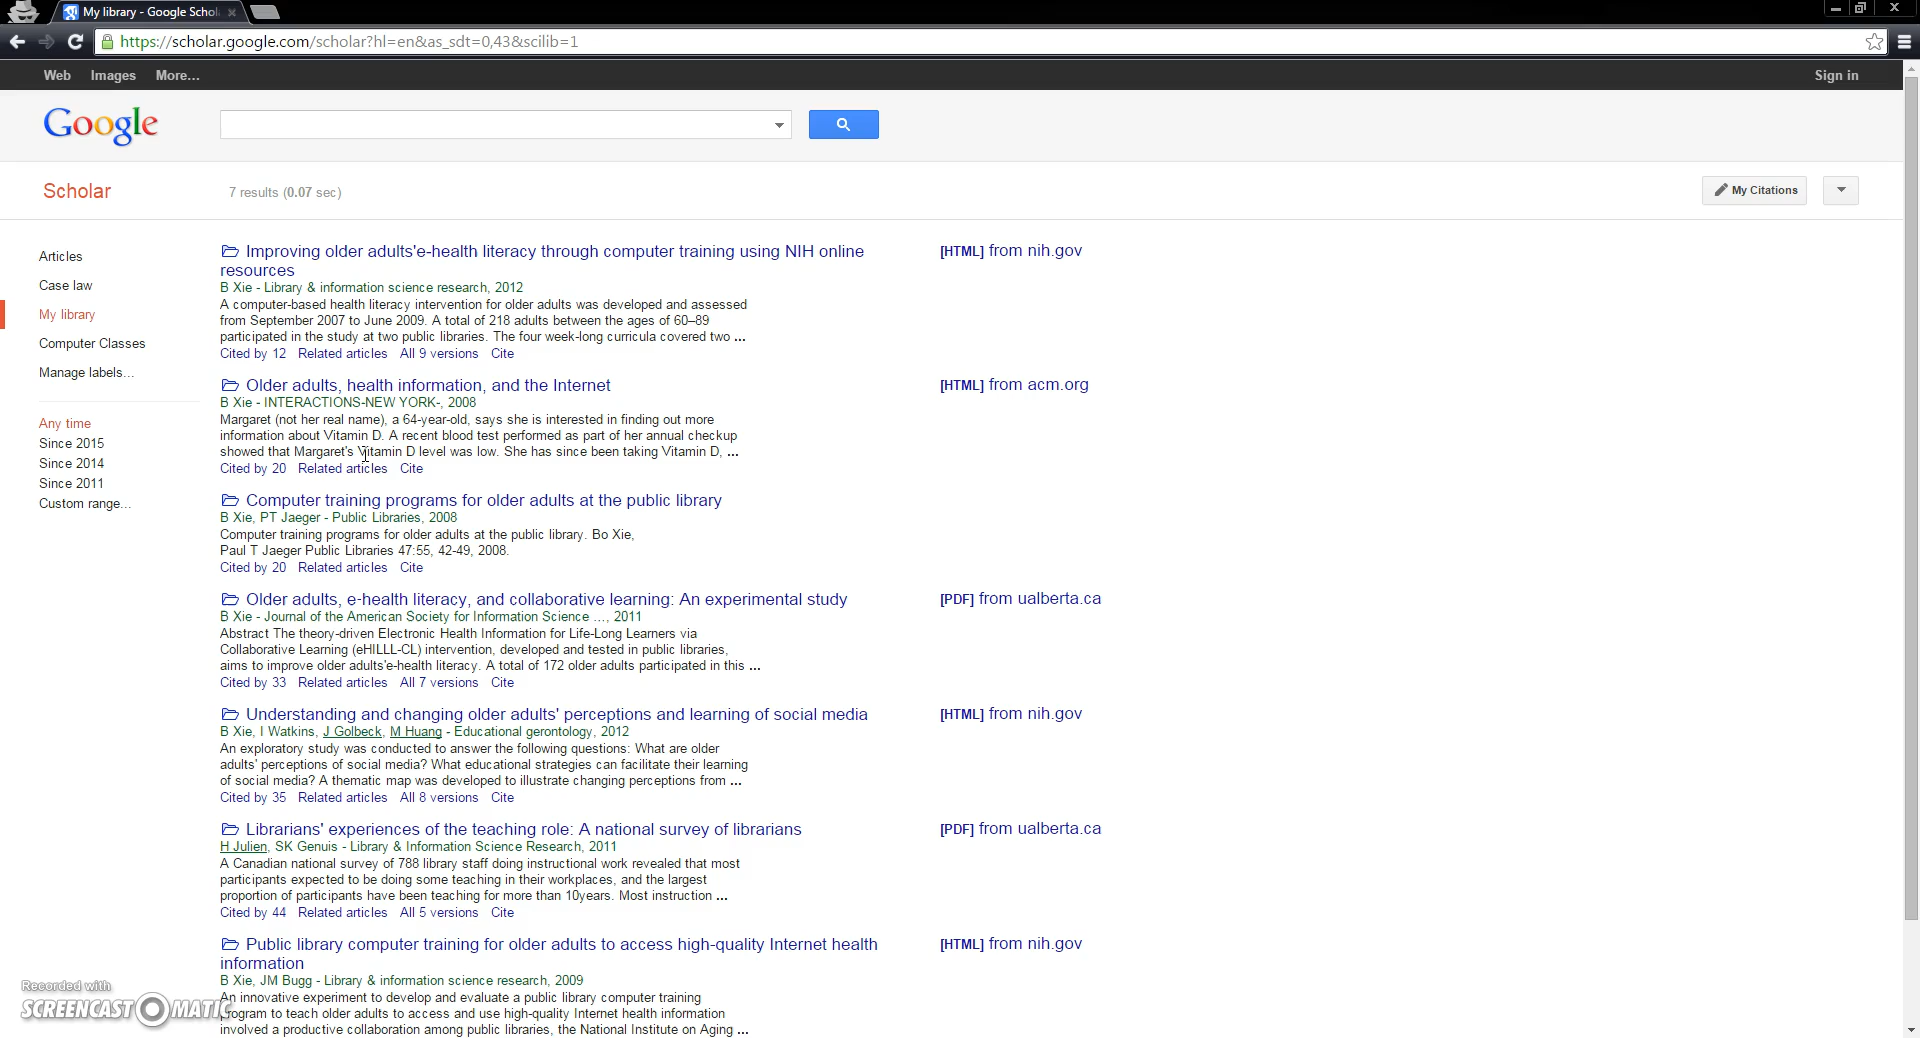 My library - Google Schol
https://scholar.google.com/scholar?hl=en&as_sdt=0,43&scilib=1
Web Images More... Sign in
Google
Scholar 7 results (0.07 sec) My Citations
Articles
Case law
My library
Computer Classes
Manage labels...
Any time
Since 2015
Since 2014
Since 2011
Custom range...
Improving older adults'e-health literacy through computer training using NIH online
resources
[HTML] from nih.gov
B Xie - Library & information science research, 2012
A computer-based health literacy intervention for older adults was developed and assessed
from September 2007 to June 2009. A total of 218 adults between the ages of 60–89
participated in the study at two public libraries. The four week-long curricula covered two ...
Cited by 12 Related articles All 9 versions Cite
Older adults, health information, and the Internet
[HTML] from acm.org
B Xie - INTERACTIONS-NEW YORK-, 2008
Margaret (not her real name), a 64-year-old, says she is interested in finding out more
information about Vitamin D. A recent blood test performed as part of her annual checkup
showed that Margaret's Vitamin D level was low. She has since been taking Vitamin D, ...
Cited by 20 Related articles Cite
Computer training programs for older adults at the public library
B Xie, PT Jaeger - Public Libraries, 2008
Computer training programs for older adults at the public library. Bo Xie,
Paul T Jaeger Public Libraries 47:55, 42-49, 2008.
Cited by 20 Related articles Cite
Older adults, e-health literacy, and collaborative learning: An experimental study
[PDF] from ualberta.ca
B Xie - Journal of the American Society for Information Science ..., 2011
Abstract The theory-driven Electronic Health Information for Life-Long Learners via
Collaborative Learning (eHILLL-CL) intervention, developed and tested in public libraries,
aims to improve older adults'e-health literacy. A total of 172 older adults participated in this ...
Cited by 33 Related articles All 7 versions Cite
Understanding and changing older adults' perceptions and learning of social media
[HTML] from nih.gov
B Xie, I Watkins, J Golbeck, M Huang - Educational gerontology, 2012
An exploratory study was conducted to answer the following questions: What are older
adults' perceptions of social media? What educational strategies can facilitate their learning
of social media? A thematic map was developed to illustrate changing perceptions from ...
Cited by 35 Related articles All 8 versions Cite
Librarians' experiences of the teaching role: A national survey of librarians
[PDF] from ualberta.ca
H Julien, SK Genuis - Library & Information Science Research, 2011
A Canadian national survey of 788 library staff doing instructional work revealed that most
participants expected to be doing some teaching in their workplaces, and the largest
proportion of participants have been teaching for more than 10years. Most instruction ...
Cited by 44 Related articles All 5 versions Cite
Public library computer training for older adults to access high-quality Internet health
information
[HTML] from nih.gov
B Xie, JM Bugg - Library & information science research, 2009
An innovative experiment to develop and evaluate a public library computer training
program to teach older adults to access and use high-quality Internet health information
involved a productive collaboration among public libraries, the National Institute on Aging ...
Recorded with
SCREENCAST MATIC